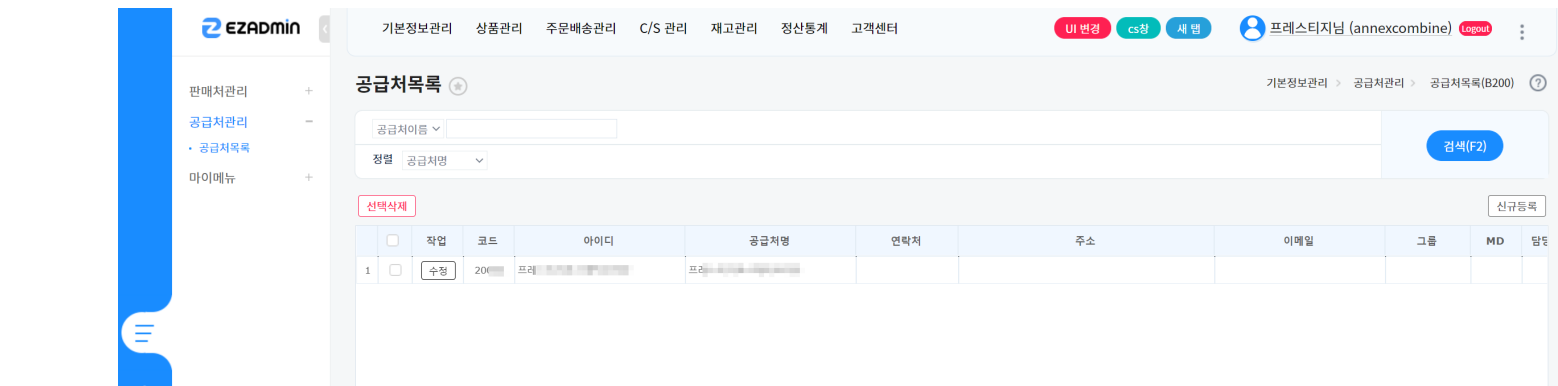 EZADMIN
기본정보관리 상품관리 주문배송관리 C/S 관리 재고관리 정산통계 고객센터 UI 변경 cs창 새 탭 프레스티지님 (annexcombine) Logout
공급처목록 기본정보관리 > 공급처관리 > 공급처목록(B200) ?
판매처관리 +
공급처관리 −
• 공급처목록
마이메뉴 +
공급처이름
정렬 공급처명
검색(F2)
선택삭제 신규등록
작업 코드 아이디 공급처명 연락처 주소 이메일 그룹 MD
1 수정 프레 프레